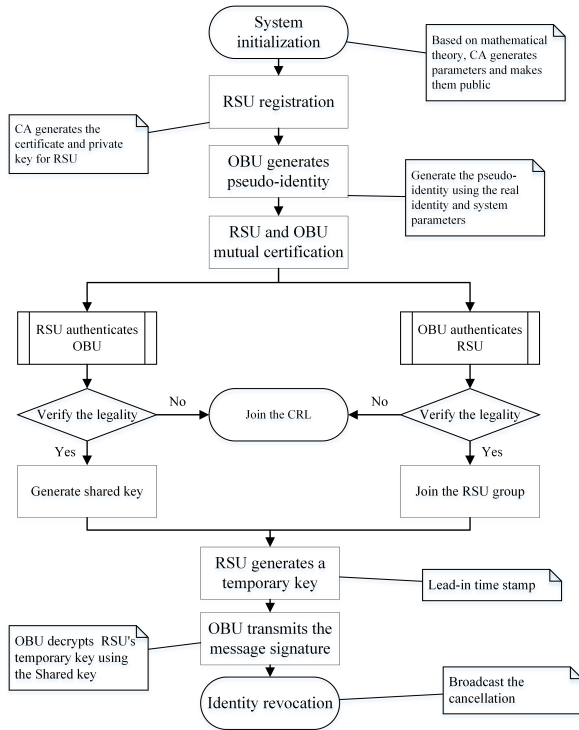 System
initialization
Based on mathematical
theory, CA generates
parameters and makes
them public
RSU registration
CA generates the
certificate and private
key for RSU
OBU generates
pseudo-identity
Generate the pseudo-
identity using the real
identity and system
parameters
RSU and OBU
mutual certification
RSU authenticates
OBU
OBU authenticates
RSU
Verify the legality
No
Join the CRL
No
Verify the legality
Yes
Yes
Generate shared key
Join the RSU group
RSU generates a
temporary key
Lead-in time stamp
OBU transmits the
message signature
OBU decrypts RSU's
temporary key using
the Shared key
Identity revocation
Broadcast the
cancellation